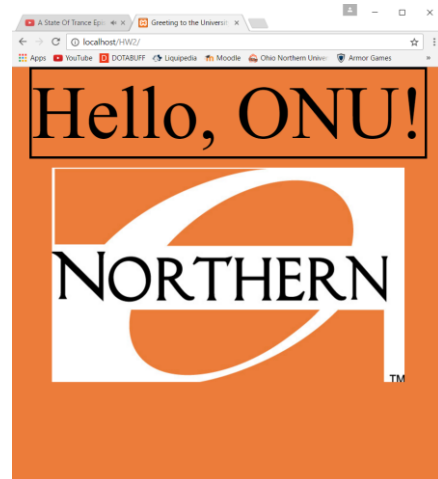 A State Of Trance Epi
Greeting to the Universit
localhost/HW2/
Apps YouTube DOTABUFF Liquipedia Moodle Ohio Northern Univer Armor Games »
Hello, ONU!
NORTHERN
TM